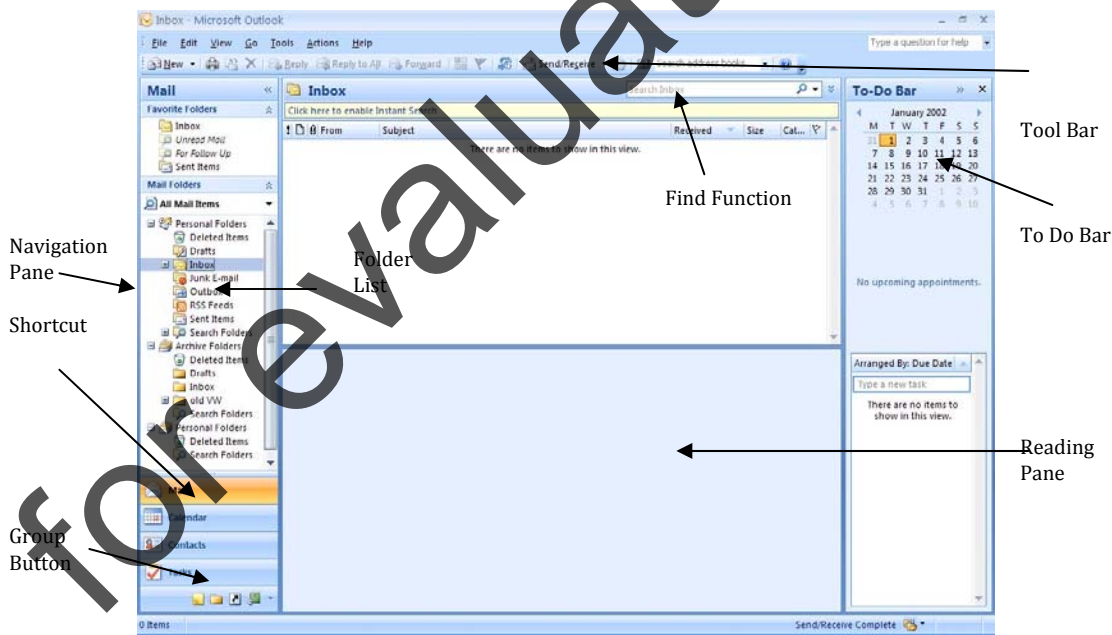 Inbox - Microsoft Outlook
File Edit View Go Tools Actions Help
Type a question for help
New Reply Reply to All Forward Send/Receive Search address books
Mail
Favorite Folders
Inbox
Unread Mail
For Follow Up
Sent Items
Mail Folders
All Mail Items
Personal Folders
Deleted Items
Drafts
Inbox
Junk E-mail
Outbox
RSS Feeds
Sent Items
Search Folders
Archive Folders
Deleted Items
Drafts
Inbox
old VW
Search Folders
Personal Folders
Deleted Items
Search Folders
Mail
Calendar
Contacts
Tasks
0 Items
Inbox
Search Inbox
Click here to enable Instant Search
From Subject Received Size Cat...
There are no items to show in this view.
To-Do Bar
January 2002
M T W T F S S
31 1 2 3 4 5 6
7 8 9 10 11 12 13
14 15 16 17 18 19 20
21 22 23 24 25 26 27
28 29 30 31 1 2 3
4 5 6 7 8 9 10
No upcoming appointments.
Arranged By: Due Date
Type a new task
There are no items to
show in this view.
Send/Receive Complete
Tool Bar
Find Function
To Do Bar
Navigation
Pane
Folder
List
Shortcut
Reading
Pane
Group
Button
for evaluat